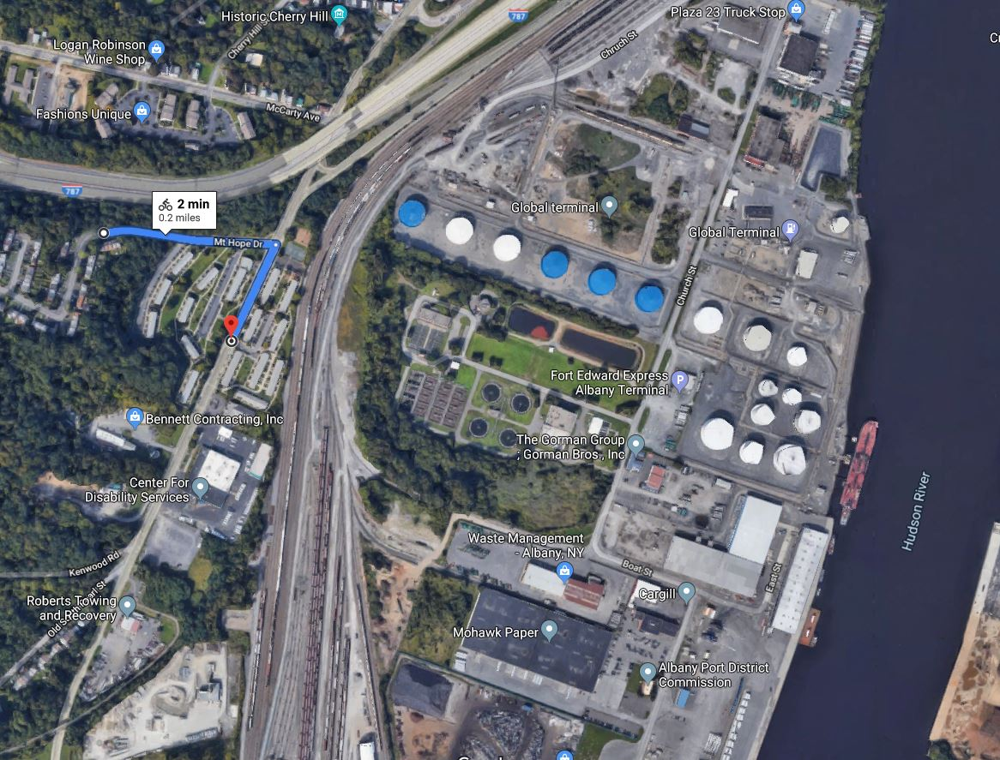 Historic Cherry Hill
787
Plaza 23 Truck Stop
Logan Robinson
Wine Shop
Cherry Hill S
Chruch St
Fashions Unique
McCarty Ave
787
2 min
0.2 miles
Mt Hope Dr
Global terminal
Global Terminal
Church St
Fort Edward Express
Albany Terminal
P
Bennett Contracting, Inc
The Gorman Group
; Gorman Bros., Inc
Center For
Disability Services
Hudson River
Waste Management
- Albany, NY
Kenwood Rd
Boat St
East St
Cargill
Old South Pearl St
Roberts Towing
and Recovery
Mohawk Paper
Albany Port District
Commission